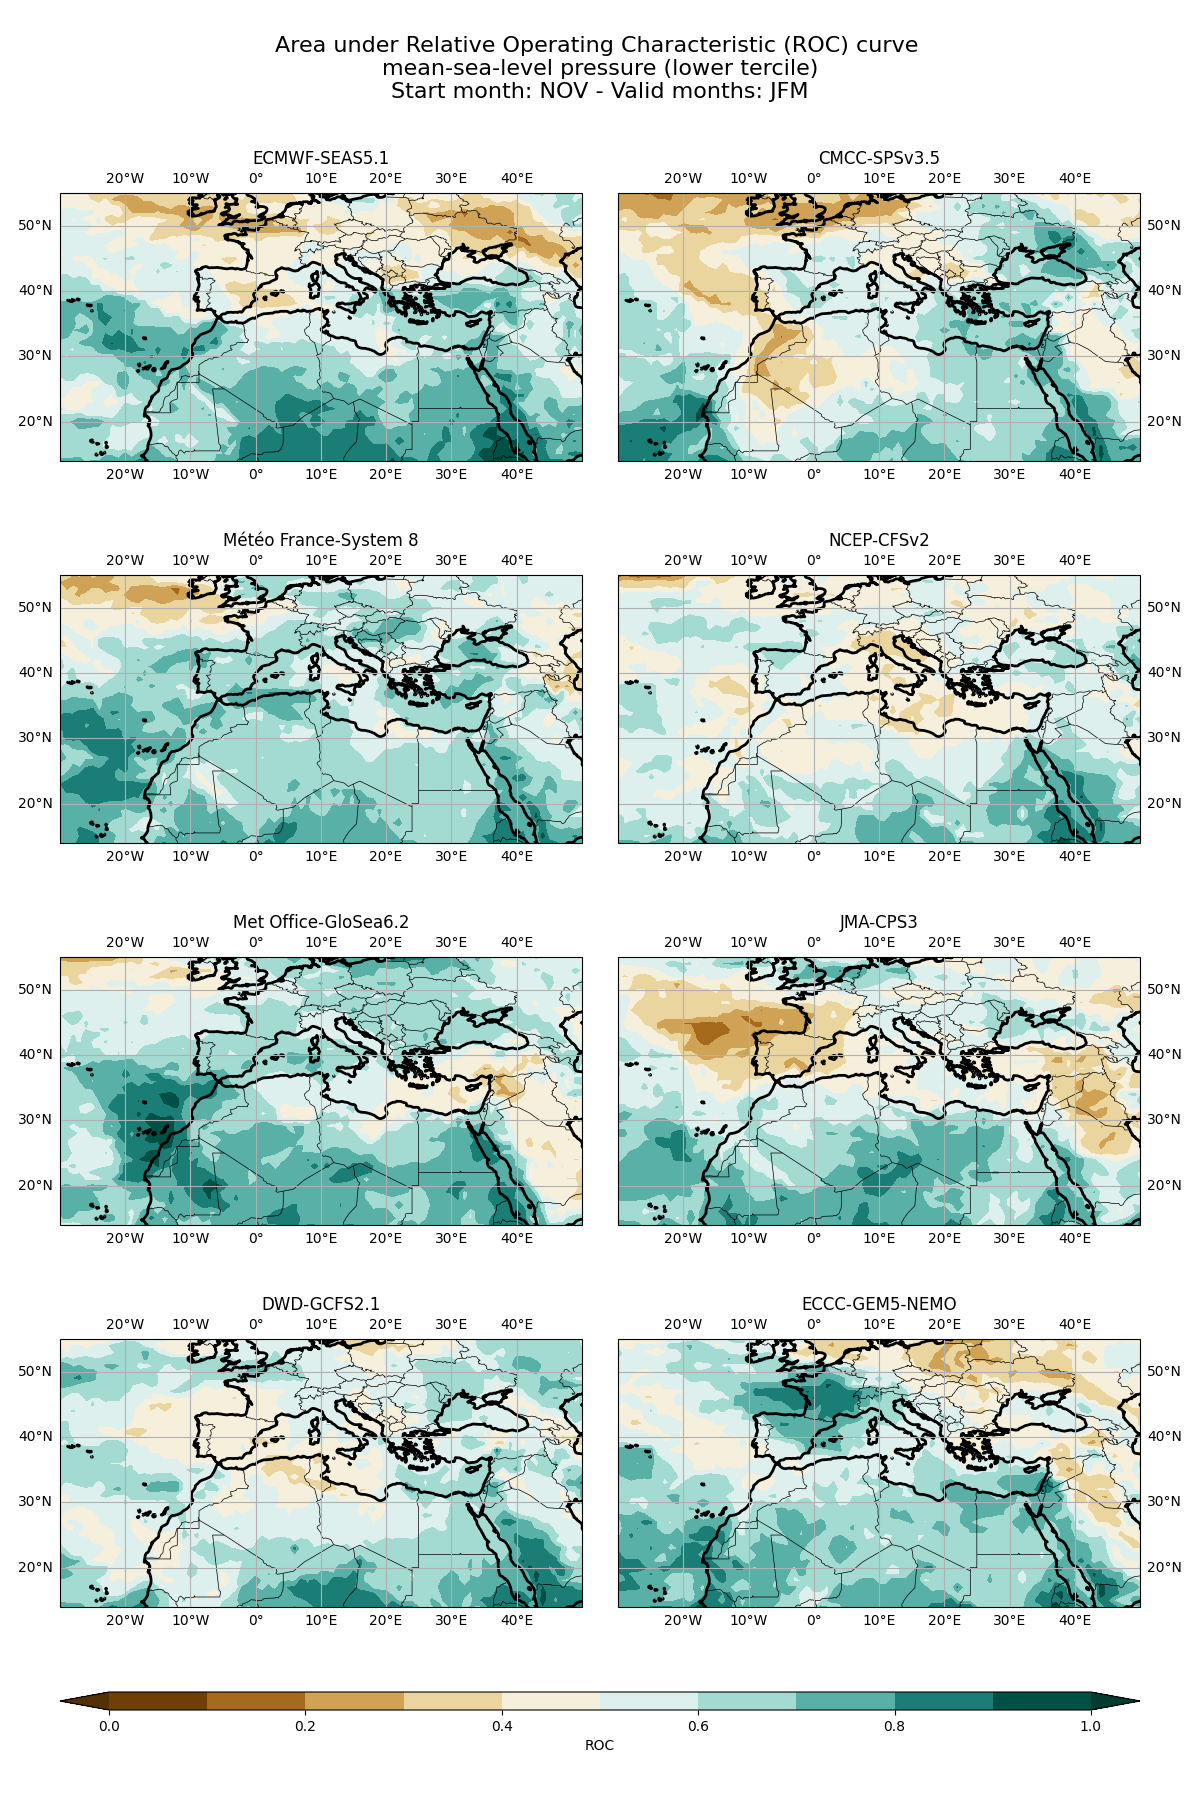 Area under Relative Operating Characteristic (ROC) curve
mean-sea-level pressure (lower tercile)
Start month: NOV - Valid months: JFM
ECMWF-SEAS5.1
CMCC-SPSv3.5
20°W 10°W 0° 10°E 20°E 30°E 40°E
20°W 10°W 0° 10°E 20°E 30°E 40°E
50°N
50°N
40°N
40°N
30°N
30°N
20°N
20°N
20°W 10°W 0° 10°E 20°E 30°E 40°E
20°W 10°W 0° 10°E 20°E 30°E 40°E
Météo France-System 8
NCEP-CFSv2
20°W 10°W 0° 10°E 20°E 30°E 40°E
20°W 10°W 0° 10°E 20°E 30°E 40°E
50°N
50°N
40°N
40°N
30°N
30°N
20°N
20°N
20°W 10°W 0° 10°E 20°E 30°E 40°E
20°W 10°W 0° 10°E 20°E 30°E 40°E
Met Office-GloSea6.2
JMA-CPS3
20°W 10°W 0° 10°E 20°E 30°E 40°E
20°W 10°W 0° 10°E 20°E 30°E 40°E
50°N
50°N
40°N
40°N
30°N
30°N
20°N
20°N
20°W 10°W 0° 10°E 20°E 30°E 40°E
20°W 10°W 0° 10°E 20°E 30°E 40°E
DWD-GCFS2.1
ECCC-GEM5-NEMO
20°W 10°W 0° 10°E 20°E 30°E 40°E
20°W 10°W 0° 10°E 20°E 30°E 40°E
50°N
50°N
40°N
40°N
30°N
30°N
20°N
20°N
20°W 10°W 0° 10°E 20°E 30°E 40°E
20°W 10°W 0° 10°E 20°E 30°E 40°E
0.0 0.2 0.4 0.6 0.8 1.0
ROC